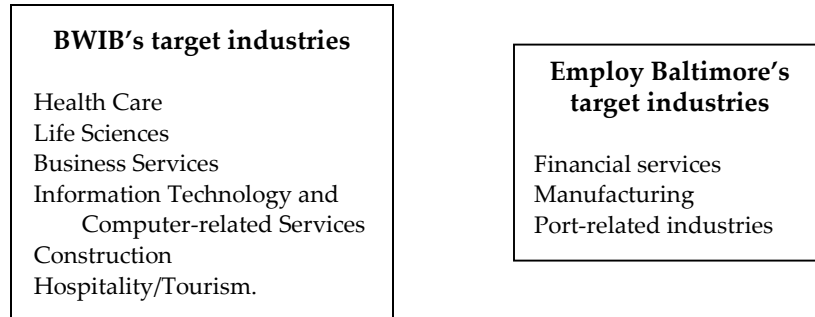 BWIB’s target industries
Health Care
Life Sciences
Business Services
Information Technology and
Computer-related Services
Construction
Hospitality/Tourism.
Employ Baltimore’s
target industries
Financial services
Manufacturing
Port-related industries